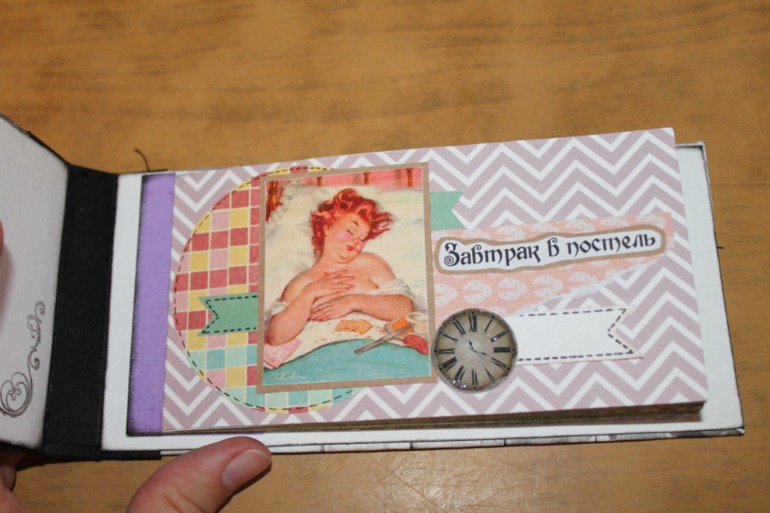 Завтрак в постель